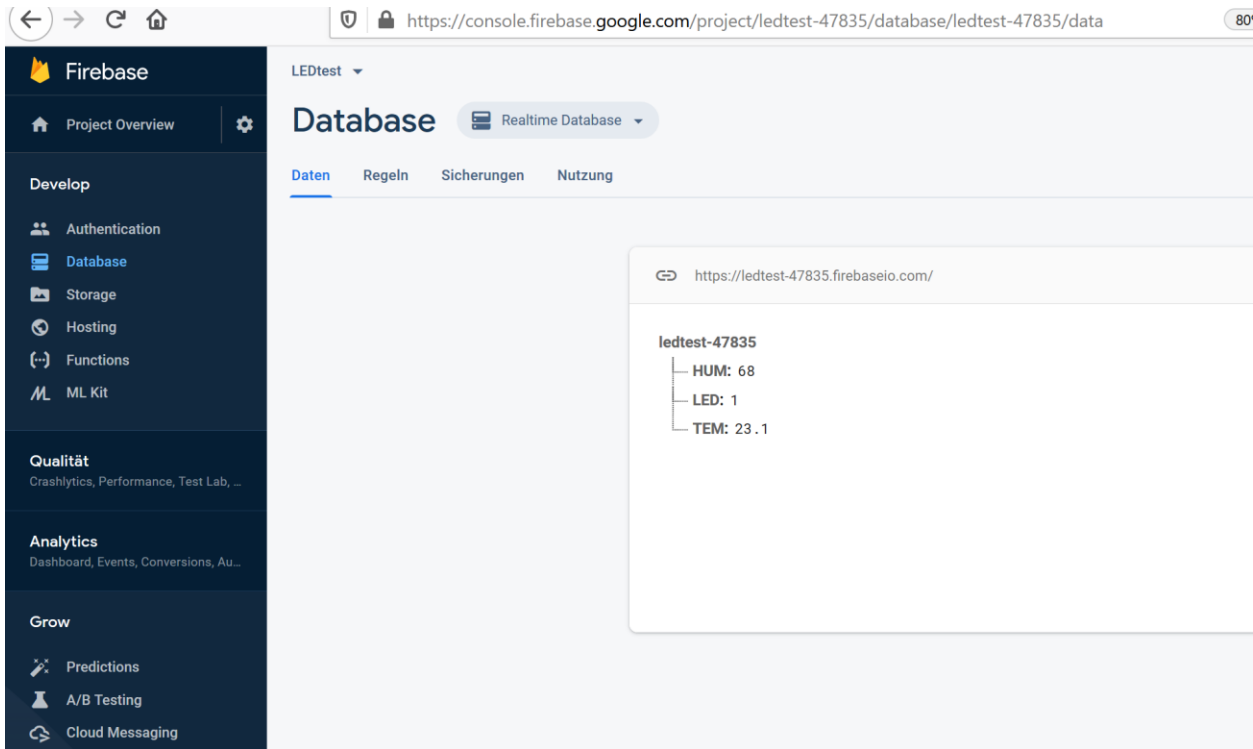 https://console.firebase.google.com/project/ledtest-47835/database/ledtest-47835/data
Firebase
Project Overview
Develop
Authentication
Database
Storage
Hosting
Functions
ML Kit
Qualität
Crashlytics, Performance, Test Lab, ...
Analytics
Dashboard, Events, Conversions, Au...
Grow
Predictions
A/B Testing
Cloud Messaging
LEDtest
Database Realtime Database
Daten Regeln Sicherungen Nutzung
https://ledtest-47835.firebaseio.com/
ledtest-47835
HUM: 68
LED: 1
TEM: 23.1